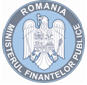 ROMANIA
MINISTERUL FINANTELOR PUBLICE